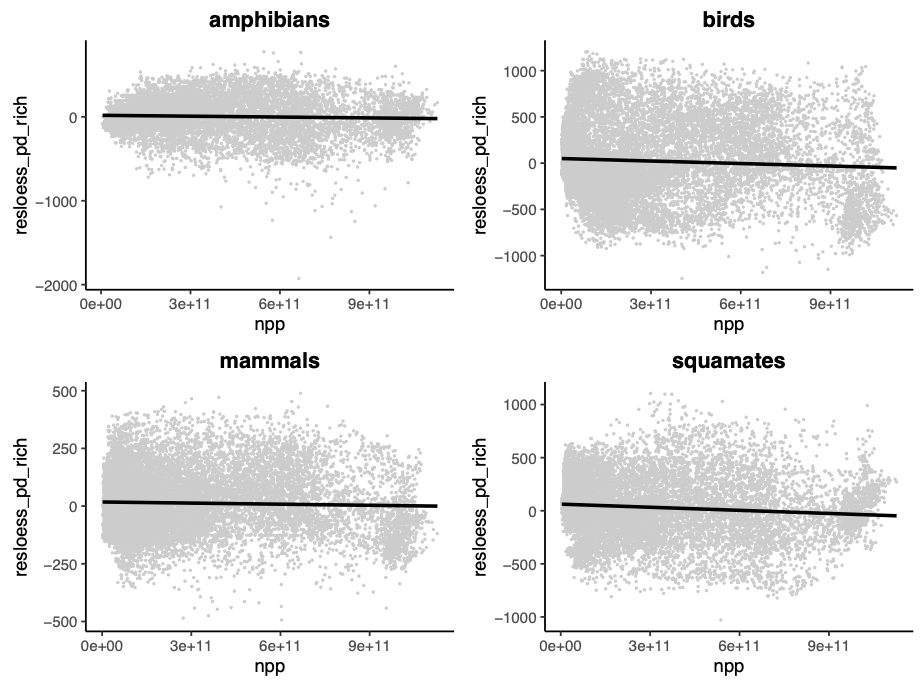 amphibians
resloess_pd_rich
0
−1000
−2000
0e+00 3e+11 6e+11 9e+11
npp
birds
resloess_pd_rich
1000
500
0
−500
−1000
0e+00 3e+11 6e+11 9e+11
npp
mammals
resloess_pd_rich
500
250
0
−250
−500
0e+00 3e+11 6e+11 9e+11
npp
squamates
resloess_pd_rich
1000
500
0
−500
−1000
0e+00 3e+11 6e+11 9e+11
npp